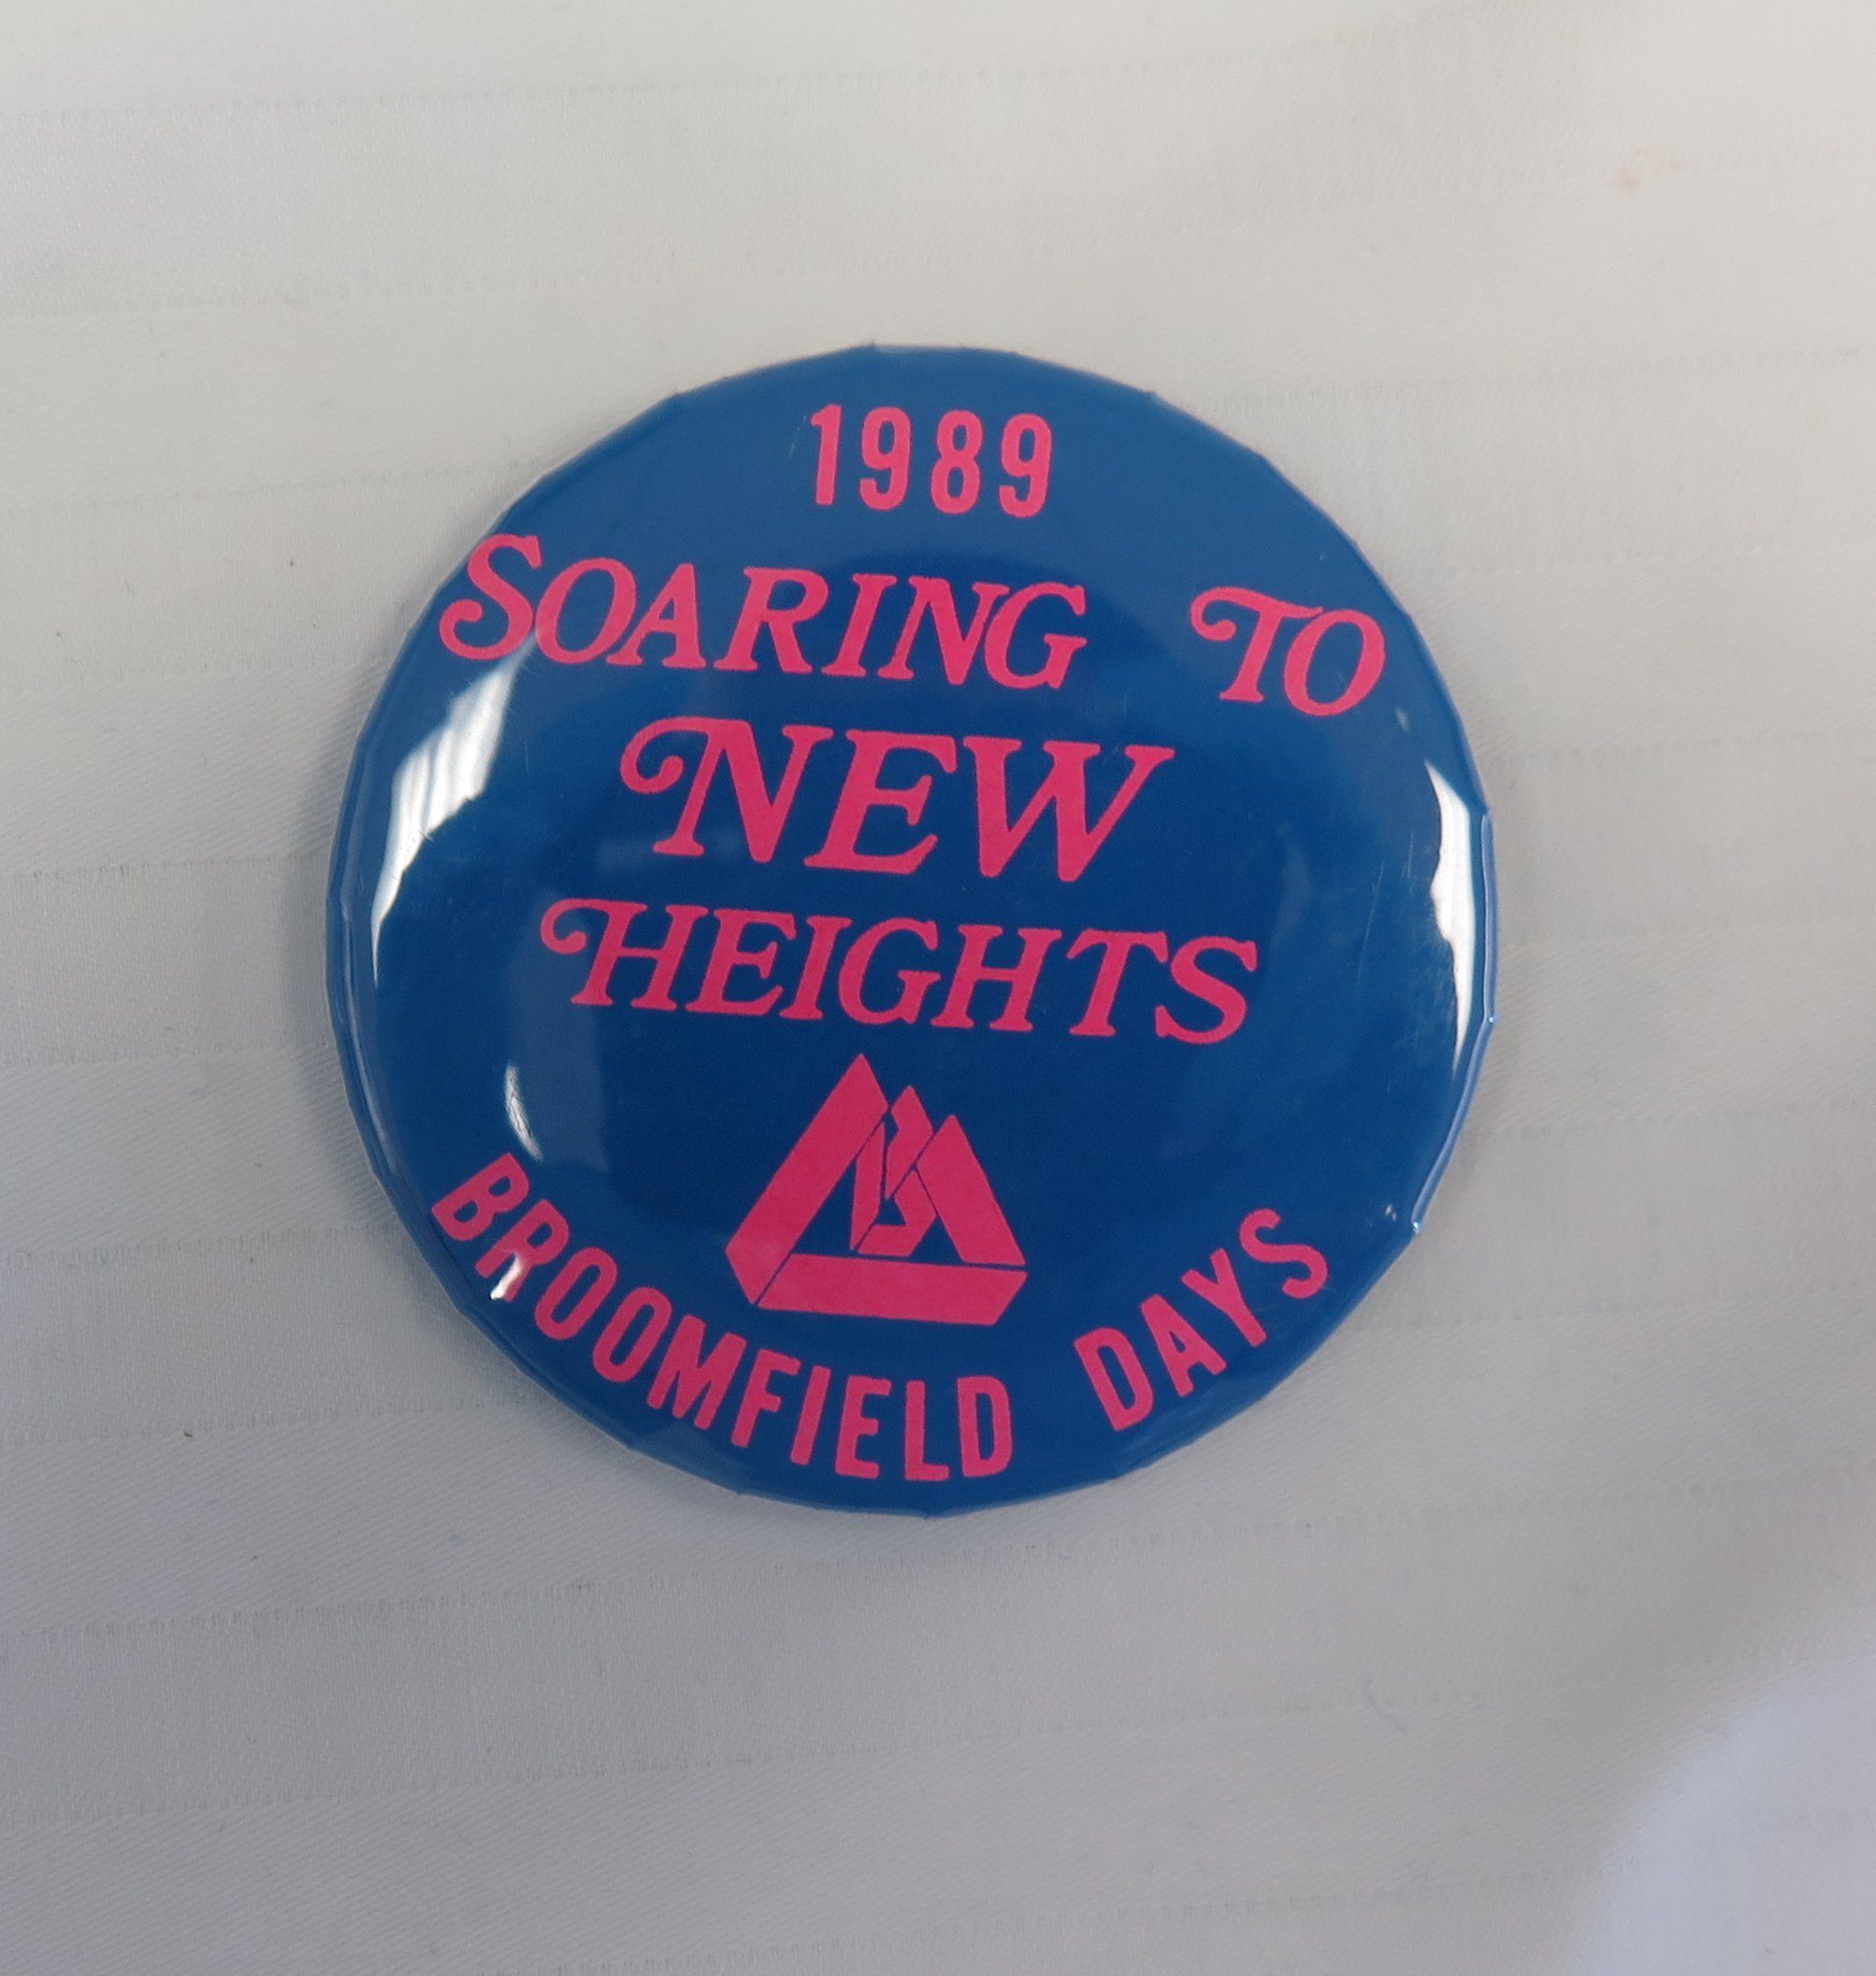 1989
SOARING TO
NEW
HEIGHTS
BROOMFIELD DAYS